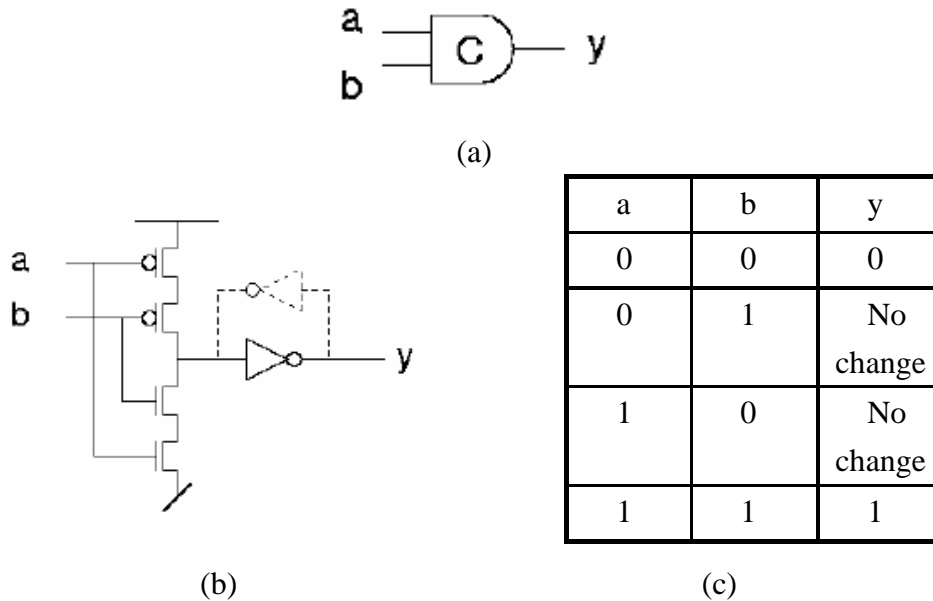 a
C
y
b
(a)
a
b
y
a b y
0 0 0
0 1 No
change
1 0 No
change
1 1 1
(b)
(c)